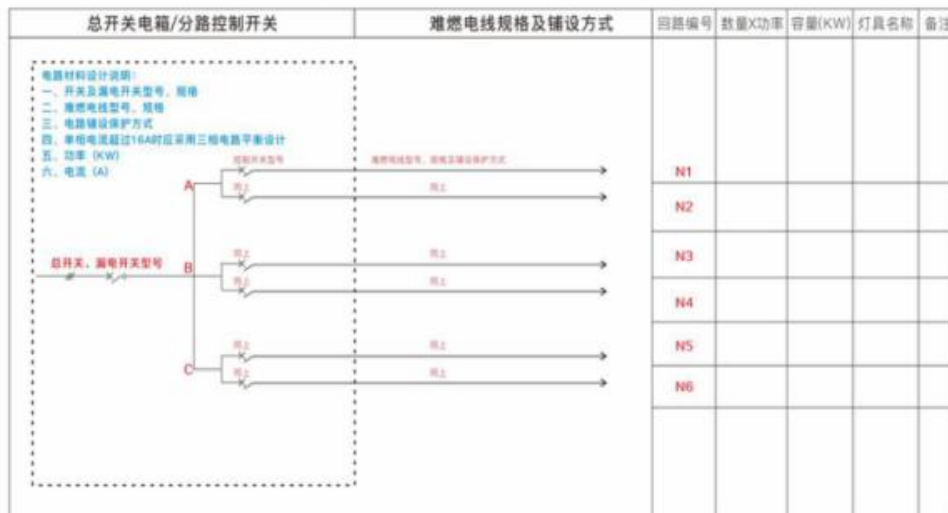 总开关电箱/分路控制开关 难燃电线规格及铺设方式 回路编号 数量X功率 容量(KW) 灯具名称 备注
电路材料设计说明:
一、开关及漏电开关型号、规格
二、难燃电线型号、规格
三、电路铺设保护方式
四、单相电流超过16A时应采用三相电路平衡设计
五、功率 (KW)
六、电流 (A)
控制开关型号 难燃电线型号、规格及铺设保护方式
N1
A
同上 同上
N2
总开关、漏电开关型号
B
同上 同上
N3
同上 同上
N4
同上 同上
N5
C
同上 同上
N6